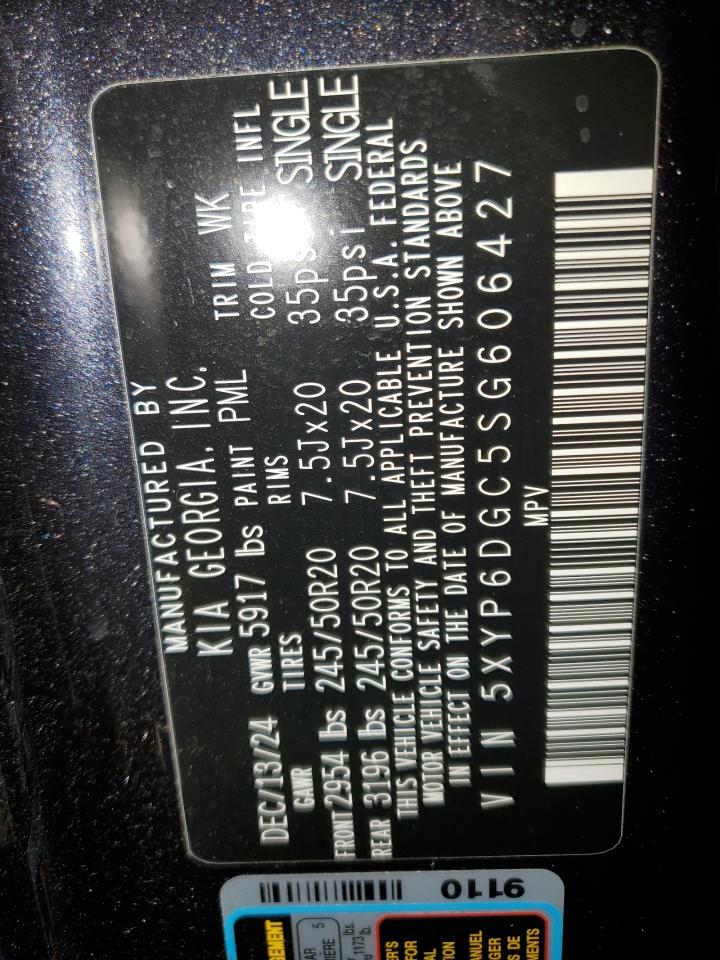 MANUFACTURED BY
KIA GEORGIA, INC.
DEC/13/24 GVWR 5917 lbs PAINT PML TRIM WK
GAWR TIRES RIMS COLD INFL
FRONT 2954 lbs 245/50R20 7.5Jx20 35psi SINGLE
REAR 3196 lbs 245/50R20 7.5Jx20 35psi SINGLE
THIS VEHICLE CONFORMS TO ALL APPLICABLE U.S.A. FEDERAL
MOTOR VEHICLE SAFETY AND THEFT PREVENTION STANDARDS
IN EFFECT ON THE DATE OF MANUFACTURE SHOWN ABOVE
VIN 5XYP6DGC5SG606427
MPV
9110
5
1173
lbs.